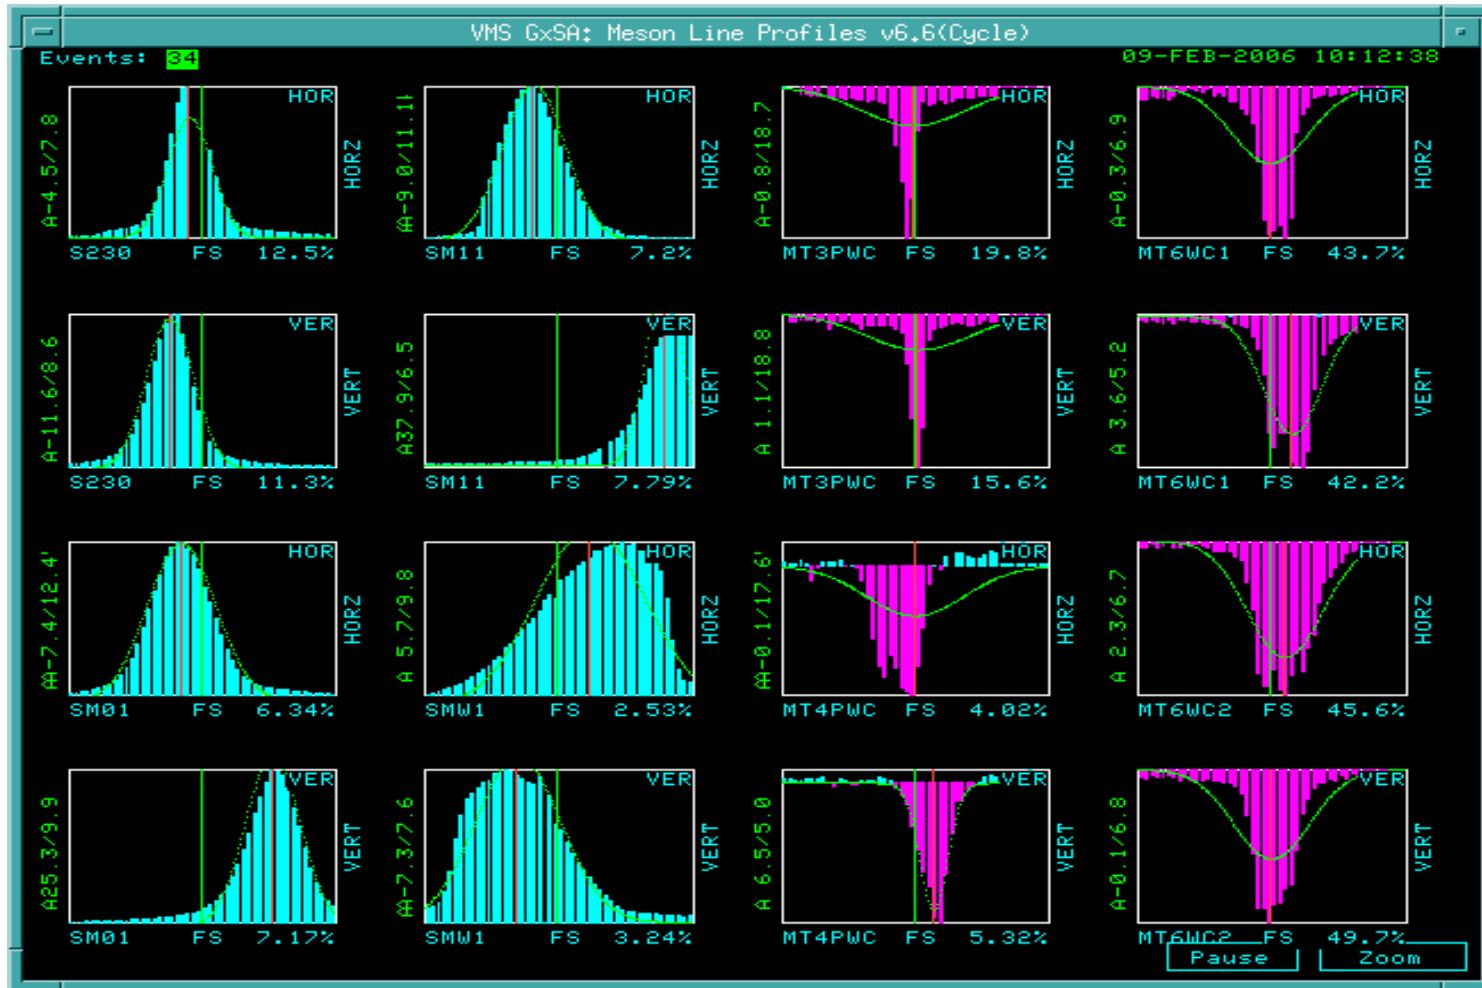 VMS GxSA: Meson Line Profiles v6.6(Cycle)
Events: 34 09-FEB-2006 10:12:38
A-4.5/7.8 HOR HORZ
S230 FS 12.5%
A-9.0/11.1 HOR HORZ
SM11 FS 7.2%
A-0.8/18.7 HOR HORZ
MT3PWC FS 19.8%
A-0.3/6.9 HOR HORZ
MT6WC1 FS 43.7%
A-11.6/8.6 VER VERT
S230 FS 11.3%
A37.9/6.5 VER VERT
SM11 FS 7.79%
A 1.1/18.8 VER VERT
MT3PWC FS 15.6%
A 3.6/5.2 VER VERT
MT6WC1 FS 42.2%
A-7.4/12.4' HOR HORZ
SM01 FS 6.34%
A 5.7/9.8 HOR HORZ
SMW1 FS 2.53%
A-0.1/17.6' HOR HORZ
MT4PWC FS 4.02%
A 2.3/6.7 HOR HORZ
MT6WC2 FS 45.6%
A25.3/9.9 VER VERT
SM01 FS 7.17%
A-7.3/7.6 VER VERT
SMW1 FS 3.24%
A 6.5/5.0 VER VERT
MT4PWC FS 5.32%
A-0.1/6.8 VER VERT
MT6WC2 FS 49.7%
Pause Zoom